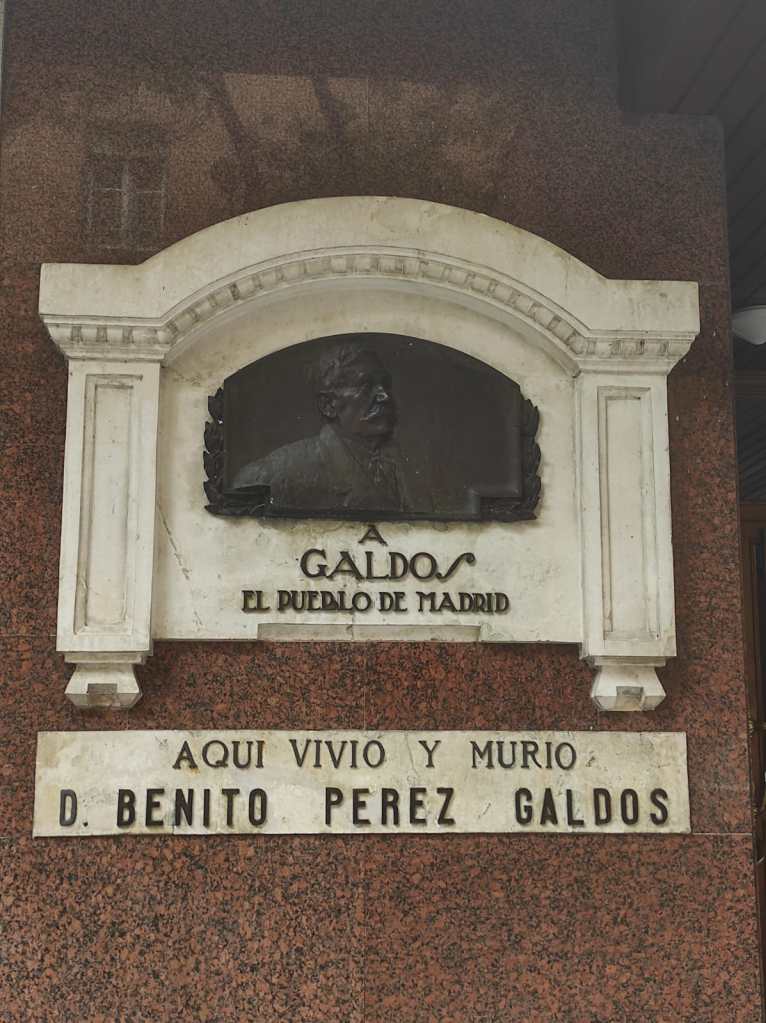 A
GALDOS
EL PUEBLO DE MADRID
AQUI VIVIO Y MURIO
D. BENITO PEREZ GALDOS